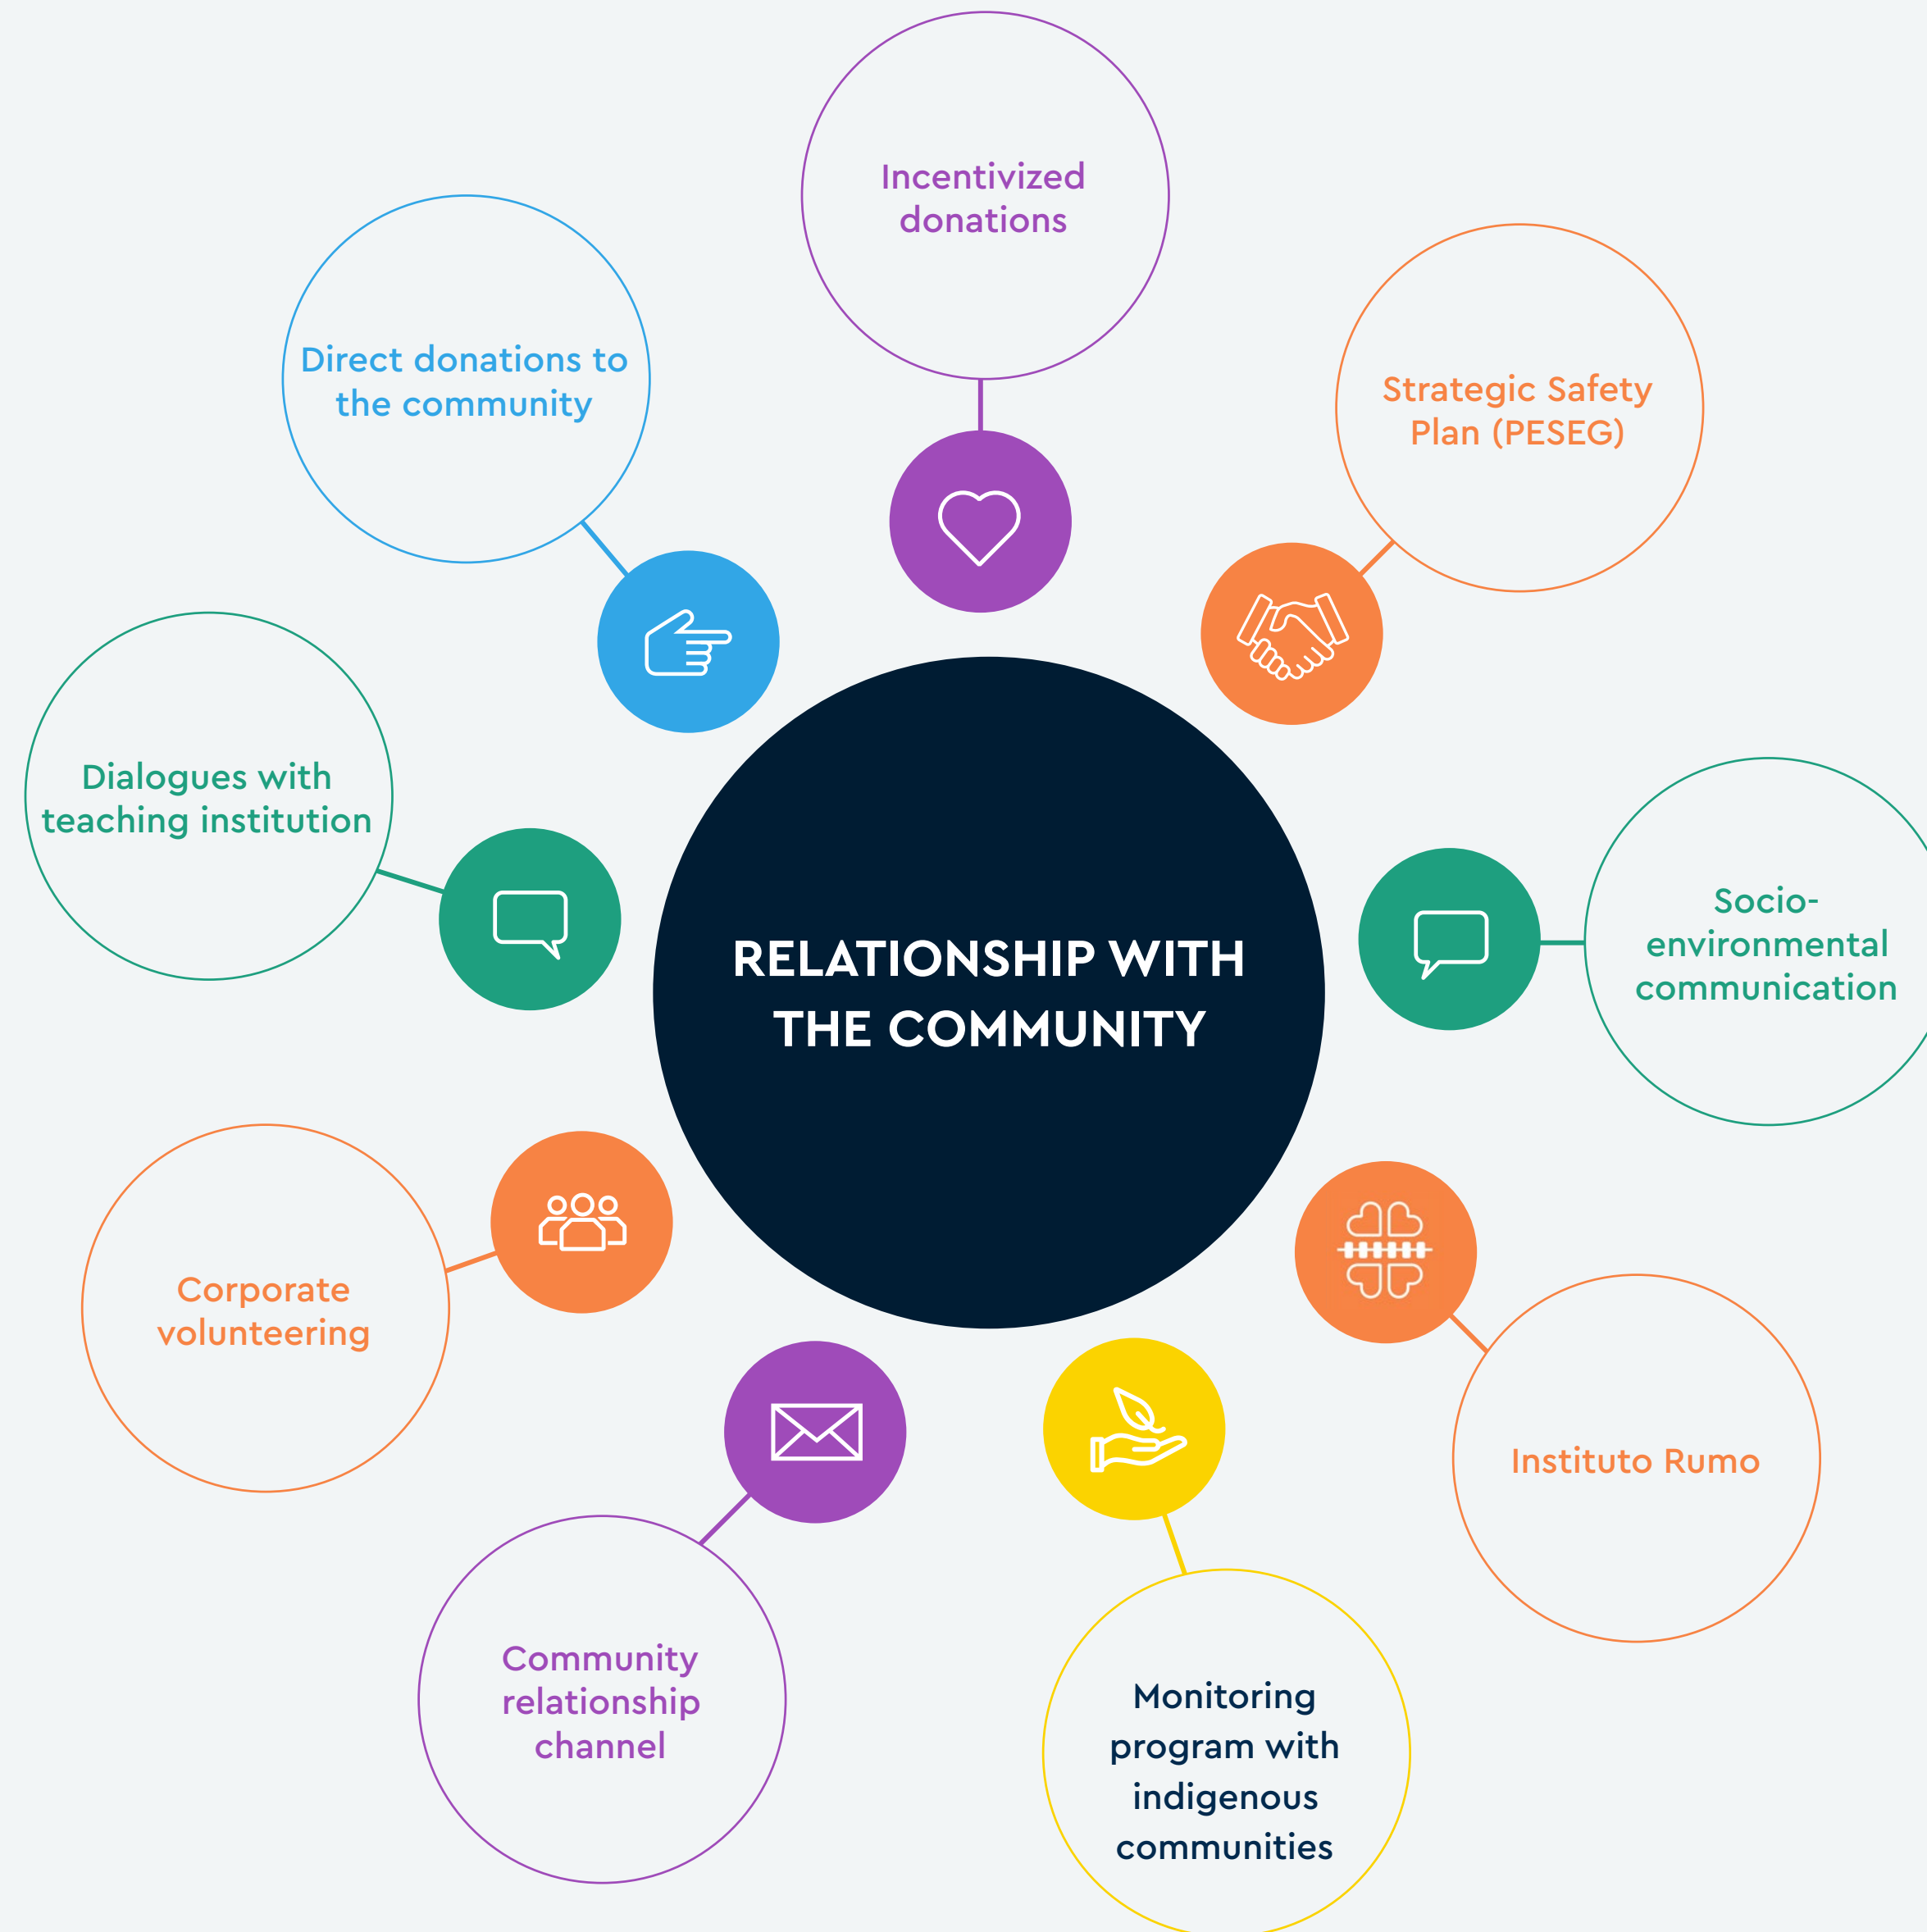 Incentivized
donations
Strategic Safety
Plan (PESEG)
Socio-
environmental
communication
Instituto Rumo
Monitoring
program with
indigenous
communities
Community
relationship
channel
Corporate
volunteering
Dialogues with
teaching institution
Direct donations to
the community
RELATIONSHIP WITH
THE COMMUNITY